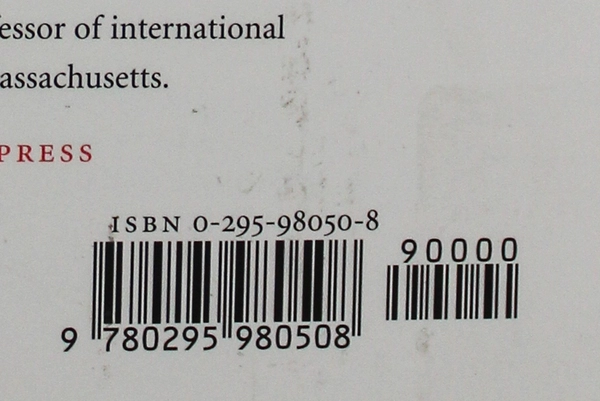 essor of international
assachusetts.
PRESS
ISBN 0-295-98050-8
90000
9 780295 980508